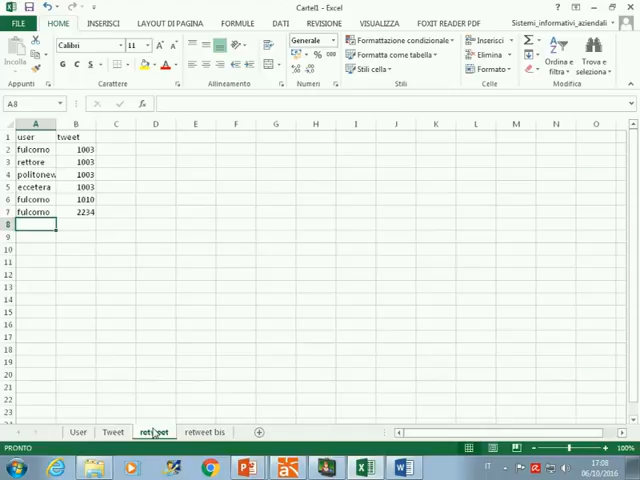 Cartel1 - Excel
FILE HOME INSERISCI LAYOUT DI PAGINA FORMULE DATI REVISIONE VISUALIZZA FOXIT READER PDF Sistemi_informativi_aziendali
Incolla
Calibri 11
G C S
Generale
% 000
Formattazione condizionale
Formatta come tabella
Stili cella
Inserisci
Elimina
Formato
Ordina e filtra
Trova e seleziona
Appunti Carattere Allineamento Numeri Stili Celle Modifica
A8 fx
A B C D E F G H I J K L M N O
1 user tweet
2 fulcorno 1003
3 rettore 1003
4 politonew 1003
5 eccetera 1003
6 fulcorno 1010
7 fulcorno 2234
8
9
10
11
12
13
14
15
16
17
18
19
20
21
22
23
24
User Tweet retweet retweet bis
PRONTO 100%
IT 17:08
06/10/2016